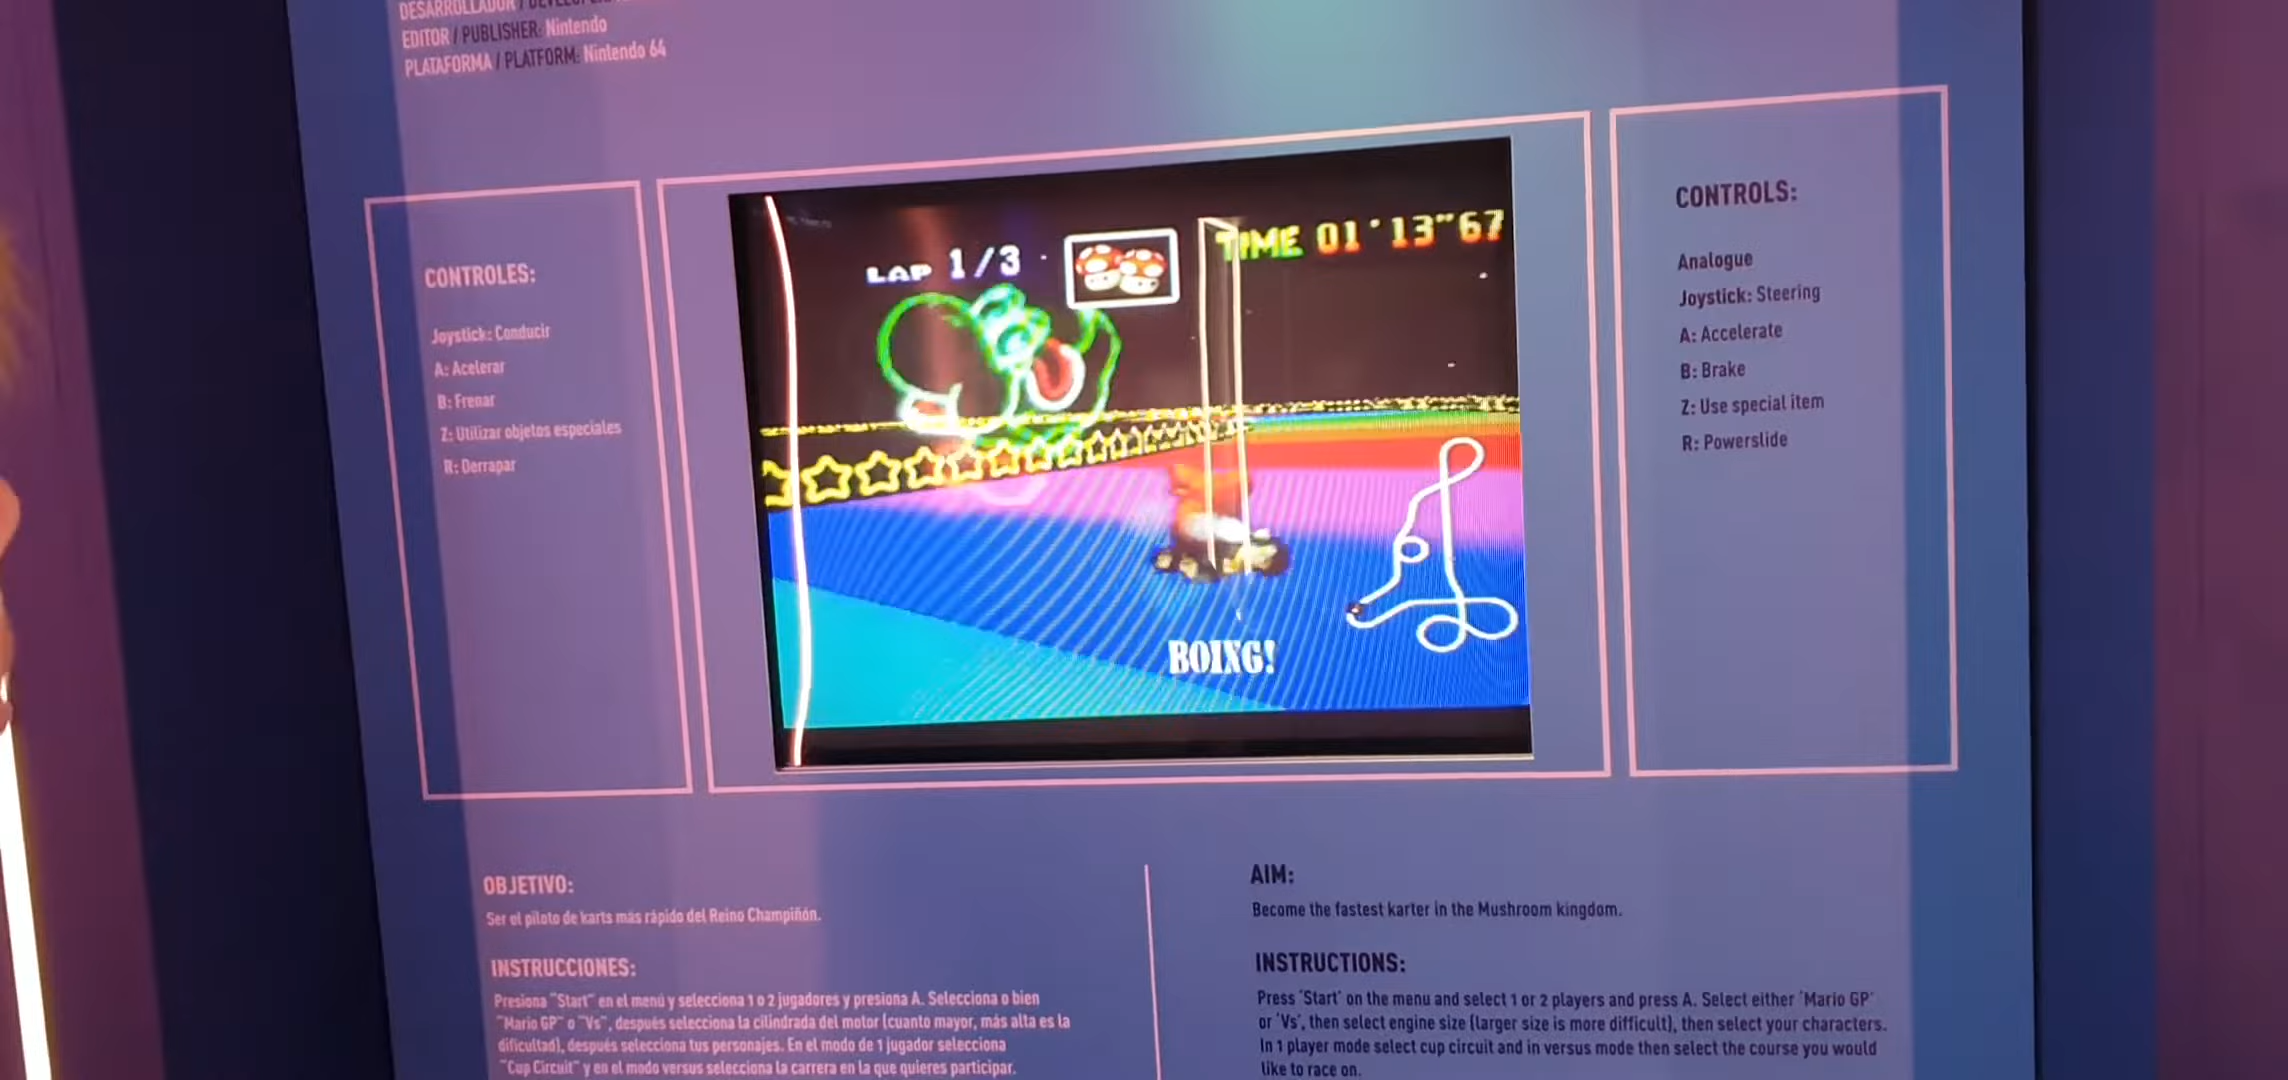 DESARROLLADOR /
EDITOR / PUBLISHER: Nintendo
PLATAFORMA / PLATFORM: Nintendo 64
CONTROLES:
Joystick: Conducir
A: Acelerar
B: Frenar
Z: Utilizar objetos especiales
R: Derrapar
LAP 1/3
TIME 01'13"67
BOING!
CONTROLS:
Analogue
Joystick: Steering
A: Accelerate
B: Brake
Z: Use special item
R: Powerslide
OBJETIVO:
Ser el piloto de karts más rápido del Reino Champiñón.
INSTRUCCIONES:
Presiona "Start" en el menú y selecciona 1 o 2 jugadores y presiona A. Selecciona o bien
"Mario GP" o "Vs", después selecciona la cilindrada del motor (cuanto mayor, más alta es la
dificultad), después selecciona tus personajes. En el modo de 1 jugador selecciona
"Cup Circuit" y en el modo versus selecciona la carrera en la que quieres participar.
AIM:
Become the fastest karter in the Mushroom kingdom.
INSTRUCTIONS:
Press 'Start' on the menu and select 1 or 2 players and press A. Select either 'Mario GP'
or 'Vs', then select engine size (larger size is more difficult), then select your characters.
In 1 player mode select cup circuit and in versus mode then select the course you would
like to race on.